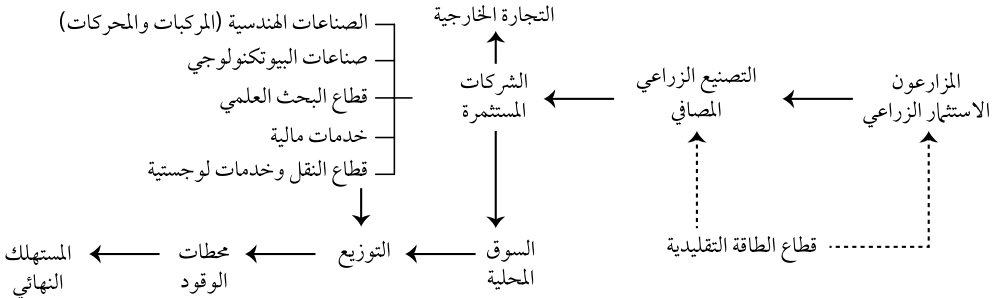 الصناعات الهندسية (المركبات والمحركات)
صناعات البيوتكنولوجي
قطاع البحث العلمي
خدمات مالية
قطاع النقل وخدمات لوجستية
التجارة الخارجية
الشركات
المستثمرة
التصنيع الزراعي
المصافي
المزارعون
الاستثمار الزراعي
قطاع الطاقة التقليدية
السوق
المحلية
التوزيع
محطات
الوقود
المستهلك
النهائي